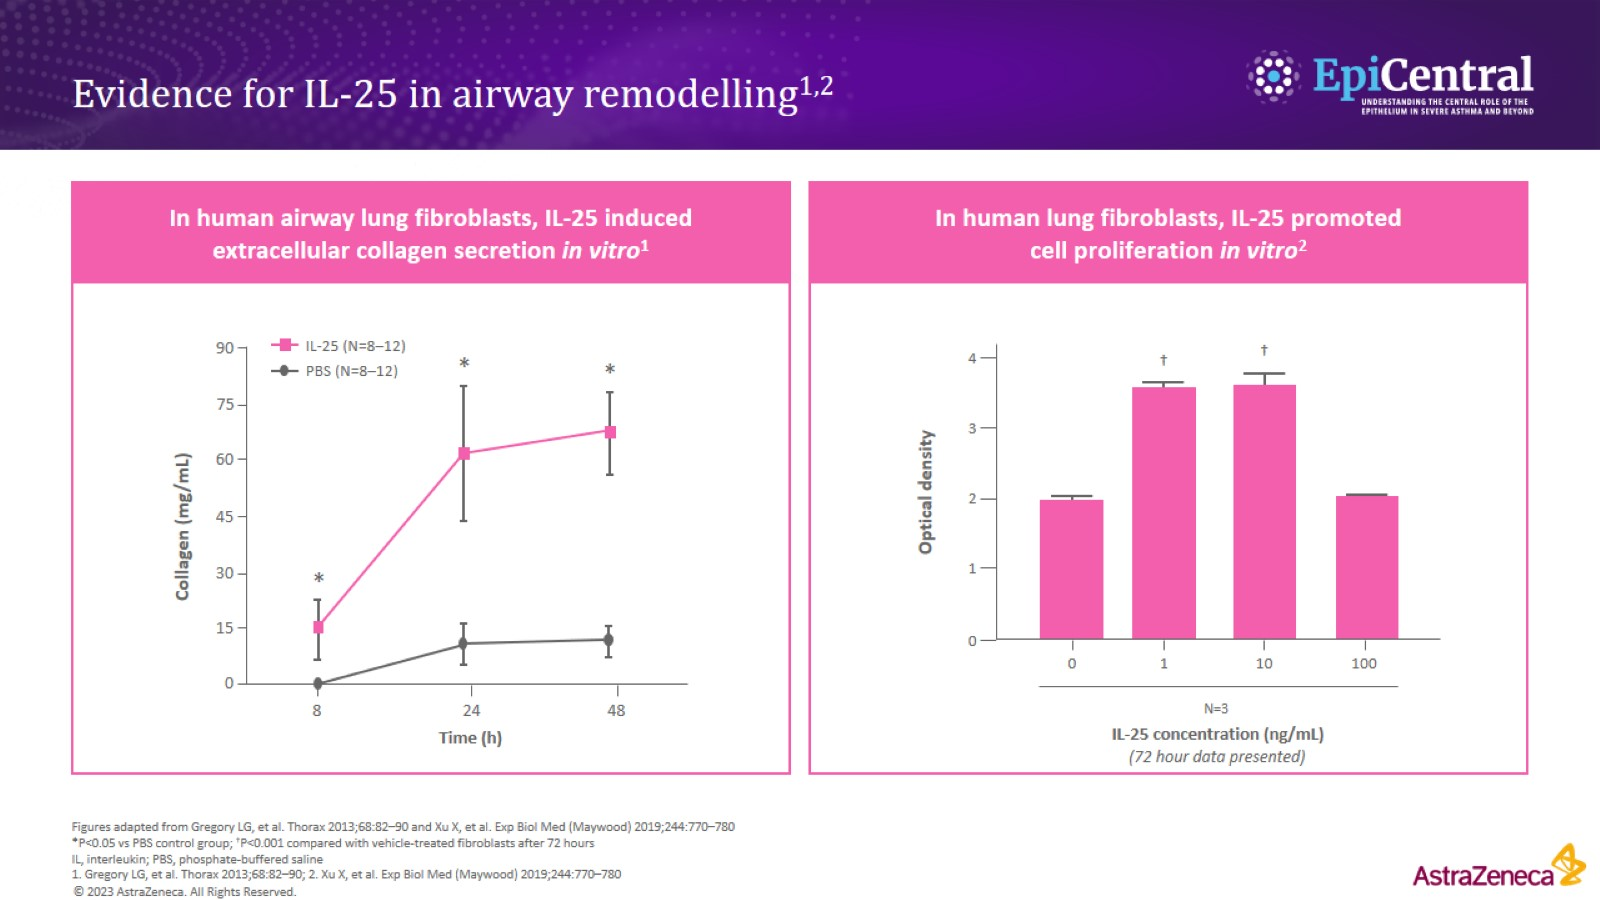 Evidence for IL-25 in airway remodelling1,2
EpiCentral
UNDERSTANDING THE CENTRAL ROLE OF THE
EPITHELIUM IN SEVERE ASTHMA AND BEYOND
In human airway lung fibroblasts, IL-25 induced
extracellular collagen secretion in vitro1
90
75
60
45
30
15
0
Collagen (mg/mL)
IL-25 (N=8–12)
PBS (N=8–12)
*
*
*
8 24 48
Time (h)
In human lung fibroblasts, IL-25 promoted
cell proliferation in vitro2
4
3
2
1
0
Optical density
†
†
0 1 10 100
N=3
IL-25 concentration (ng/mL)
(72 hour data presented)
Figures adapted from Gregory LG, et al. Thorax 2013;68:82–90 and Xu X, et al. Exp Biol Med (Maywood) 2019;244:770–780
*P<0.05 vs PBS control group; †P<0.001 compared with vehicle-treated fibroblasts after 72 hours
IL, interleukin; PBS, phosphate-buffered saline
1. Gregory LG, et al. Thorax 2013;68:82–90; 2. Xu X, et al. Exp Biol Med (Maywood) 2019;244:770–780
© 2023 AstraZeneca. All Rights Reserved.
AstraZeneca